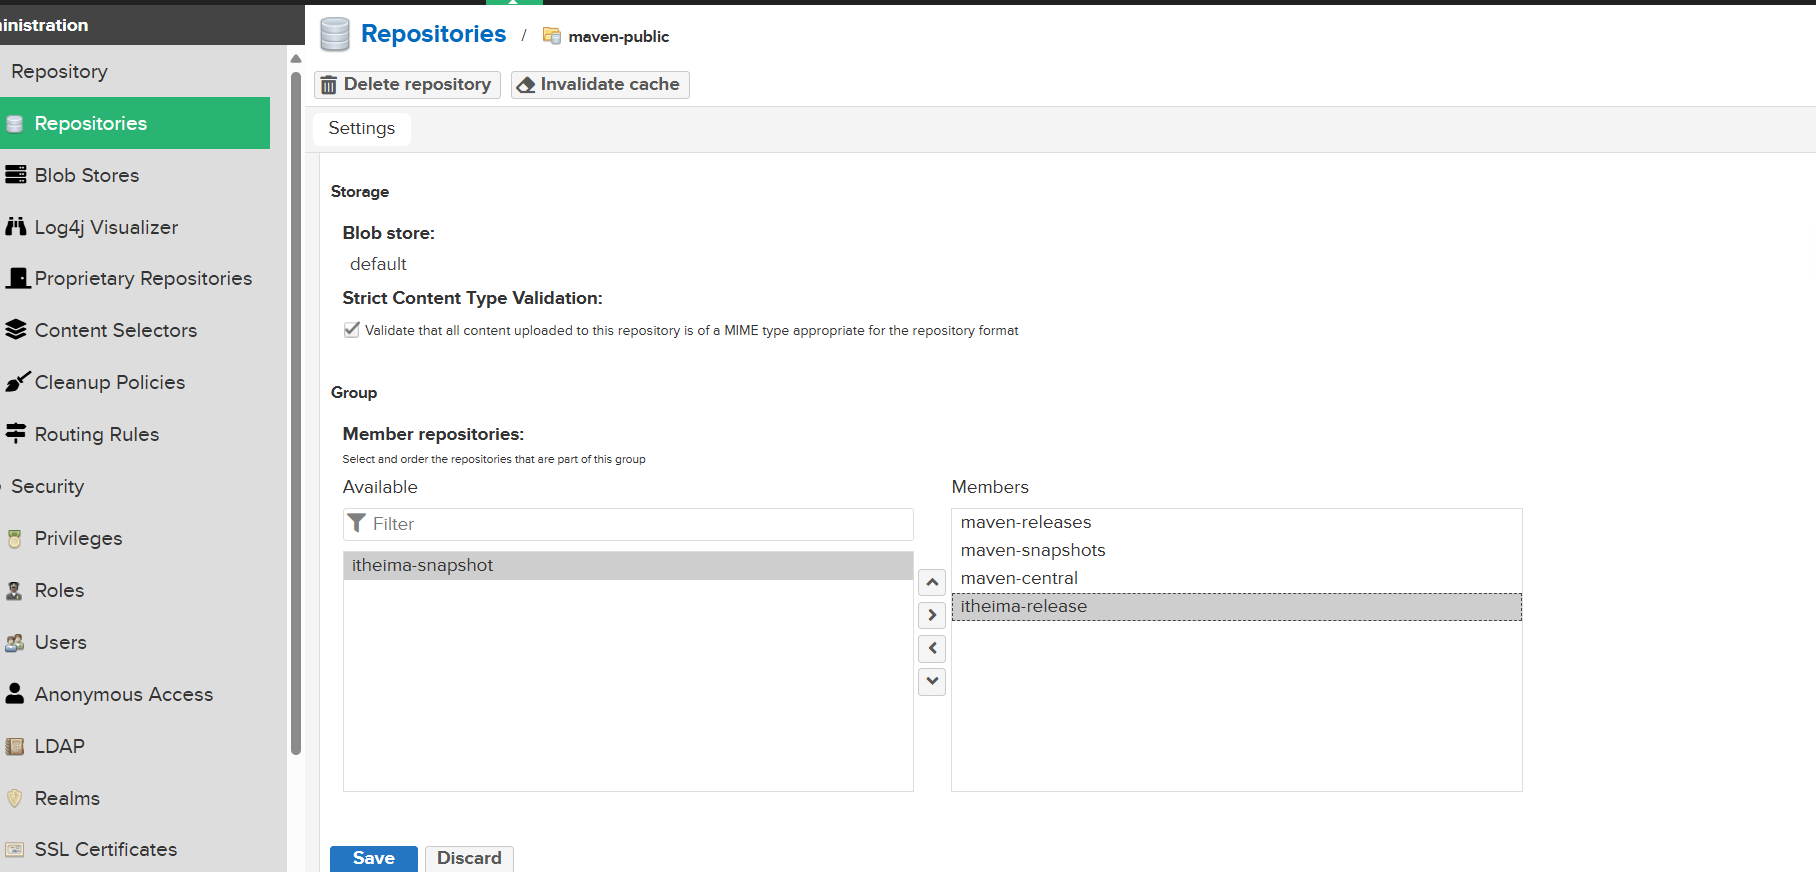 inistration
Repository
Repositories
Blob Stores
Log4j Visualizer
Proprietary Repositories
Content Selectors
Cleanup Policies
Routing Rules
Security
Privileges
Roles
Users
Anonymous Access
LDAP
Realms
SSL Certificates
Repositories / maven-public
Delete repository Invalidate cache
Settings
Storage
Blob store:
default
Strict Content Type Validation:
Validate that all content uploaded to this repository is of a MIME type appropriate for the repository format
Group
Member repositories:
Select and order the repositories that are part of this group
Available
Filter
itheima-snapshot
Members
maven-releases
maven-snapshots
maven-central
itheima-release
Save Discard